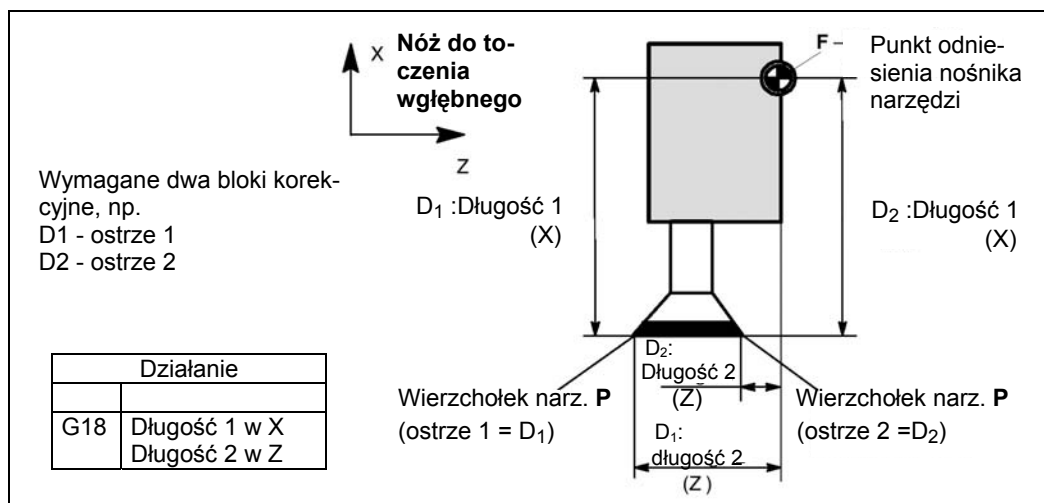 X
Z
Nóż do to-
czenia
wgłębnego
F
Punkt odnie-
sienia nośnika
narzędzi
Wymagane dwa bloki korek-
cyjne, np.
D1 - ostrze 1
D2 - ostrze 2
D₁ :Długość 1
(X)
D₂ :Długość 1
(X)
Działanie
G18 Długość 1 w X
Długość 2 w Z
Wierzchołek narz. P
(ostrze 1 = D₁)
D₂:
Długość 2
(Z)
D₁:
długość 2
(Z)
Wierzchołek narz. P
(ostrze 2 =D₂)